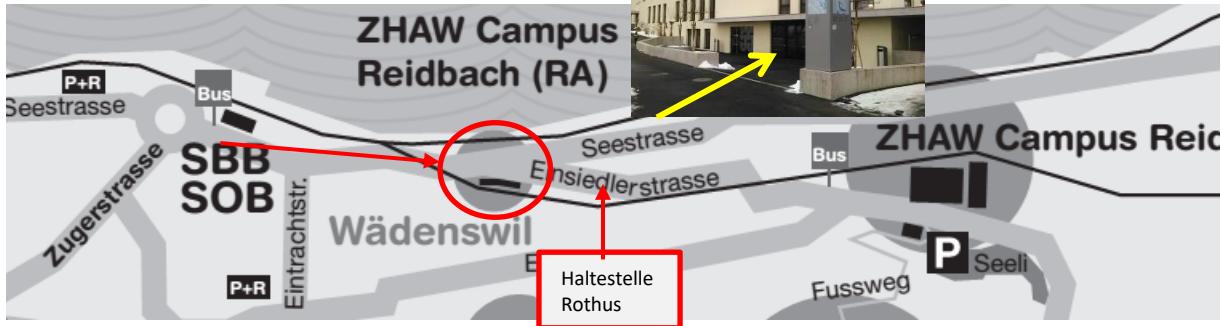 ZHAW Campus
Reidbach (RA)
P+R
Seestrasse
Bus
SBB
SOB
Zugerstrasse
Eintrachtstr.
P+R
Wädenswil
Seestrasse
Einsiedlerstrasse
Bus
ZHAW Campus Reid
P
Seeli
Fussweg
E
Haltestelle
Rothus